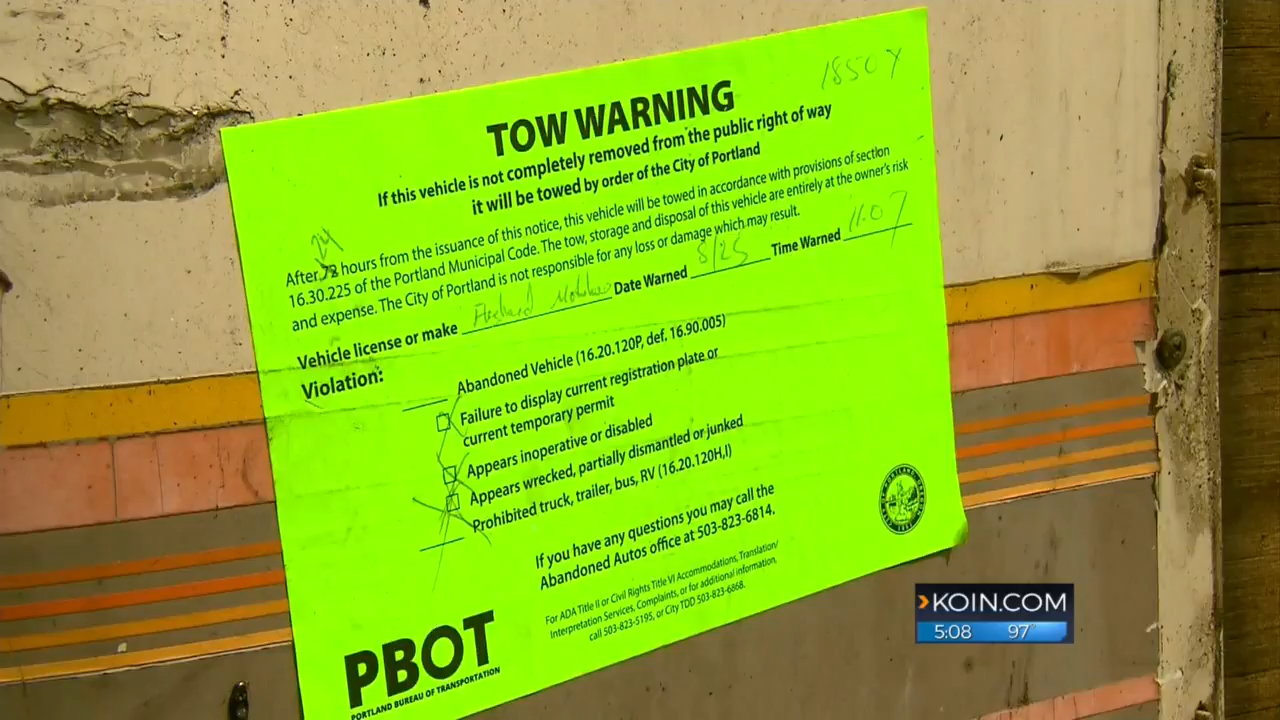 18504
TOW WARNING
If this vehicle is not completely removed from the public right of way
it will be towed by order of the City of Portland
24
After 72 hours from the issuance of this notice, this vehicle will be towed in accordance with provisions of section
16.30.225 of the Portland Municipal Code. The tow, storage and disposal of this vehicle are entirely at the owner's risk
and expense. The City of Portland is not responsible for any loss or damage which may result.
Vehicle license or make Date Warned 8/25 Time Warned 11:07
Violation:
Abandoned Vehicle (16.20.120P, def. 16.90.005)
Failure to display current registration plate or
current temporary permit
Appears inoperative or disabled
Appears wrecked, partially dismantled or junked
Prohibited truck, trailer, bus, RV (16.20.120H,I)
If you have any questions you may call the
Abandoned Autos office at 503-823-6814.
For ADA Title II or Civil Rights Title VI Accommodations, Translation/
Interpretation Services, Complaints, or for additional information,
call 503-823-5195, or City TDD 503-823-6868.
PBOT
PORTLAND BUREAU OF TRANSPORTATION
KOIN.COM
5:08 97°